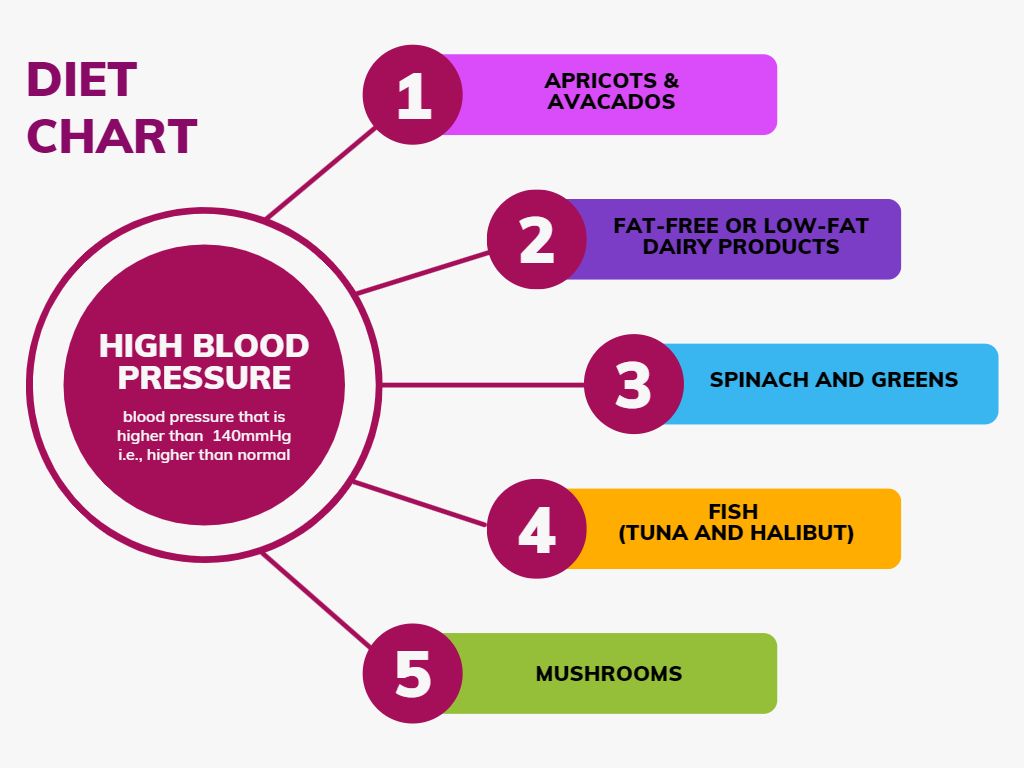 DIET
CHART
HIGH BLOOD
PRESSURE
blood pressure that is
higher than 140mmHg
i.e., higher than normal
1
APRICOTS &
AVACADOS
2
FAT-FREE OR LOW-FAT
DAIRY PRODUCTS
3
SPINACH AND GREENS
4
FISH
(TUNA AND HALIBUT)
5
MUSHROOMS